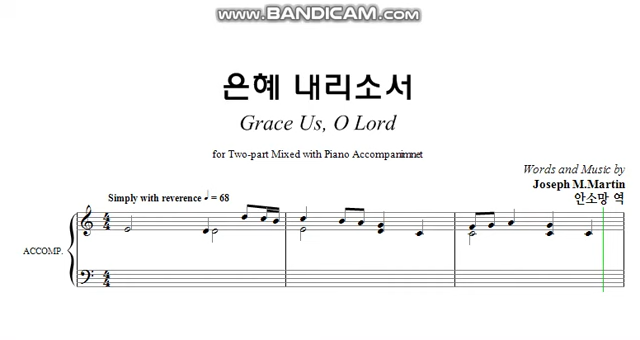 www.BANDICAM.com
은혜 내리소서
Grace Us, O Lord
for Two-part Mixed with Piano Accompanimnet
Words and Music by
Joseph M.Martin
안소망 역
Simply with reverence ♩ = 68
ACCOMP.